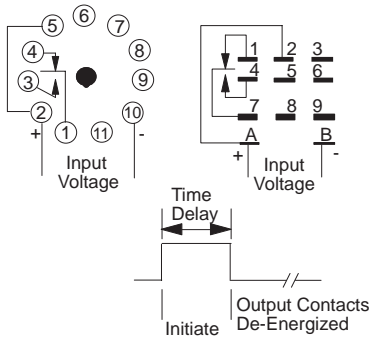 5 6 7
4 8
3 9
2 10
1 11
+ -
Input
Voltage
1 2 3
4 5 6
7 8 9
A B
+ -
Input
Voltage
Time
Delay
Initiate
Output Contacts
De-Energized